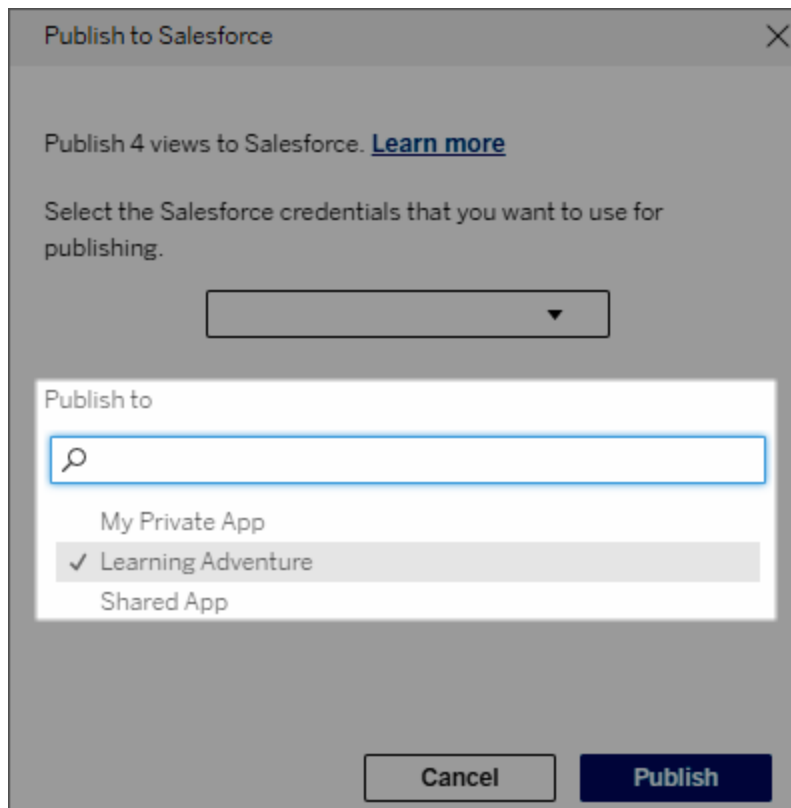 Publish to Salesforce
Publish 4 views to Salesforce. Learn more
Select the Salesforce credentials that you want to use for
publishing.
Publish to
My Private App
Learning Adventure
Shared App
Cancel
Publish